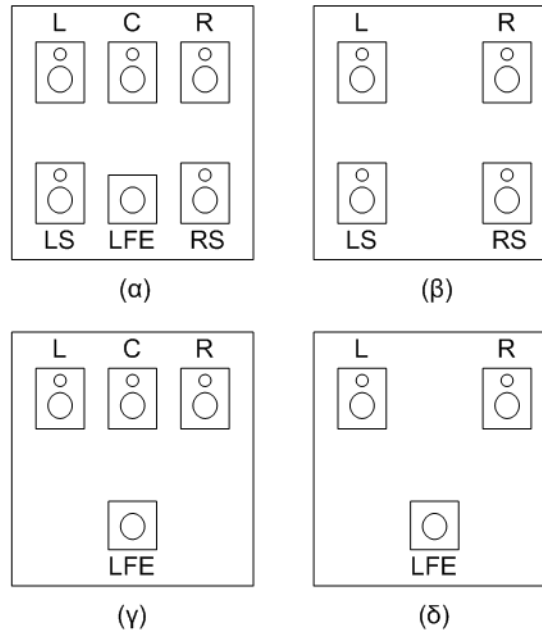 L C R
LS LFE RS
(α)
L R
LS RS
(β)
L C R
LFE
(γ)
L R
LFE
(δ)